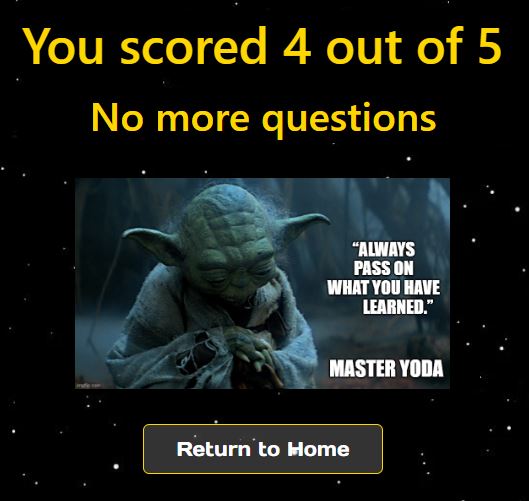 You scored 4 out of 5
No more questions
“ALWAYS
PASS ON
WHAT YOU HAVE
LEARNED.”
MASTER YODA
imgflip.com
Return to Home